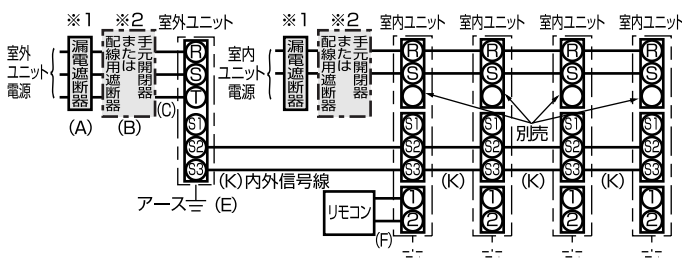 ※1
※2
室外ユニット
※1
※2
室内ユニット
室内ユニット
室内ユニット
室内ユニット
室外
ユニット
電源
漏電遮断器
配線用遮断器
または
手元開閉器
R
S
T
S1
S2
S3
(A)
(B)
(C)
室内
ユニット
電源
漏電遮断器
配線用遮断器
または
手元開閉器
R
S
S1
S2
S3
1
2
R
S
S1
S2
S3
1
2
R
S
S1
S2
S3
1
2
R
S
S1
S2
S3
1
2
別売
(K)内外信号線
(K)
(K)
(K)
アース
(E)
リモコン
(F)